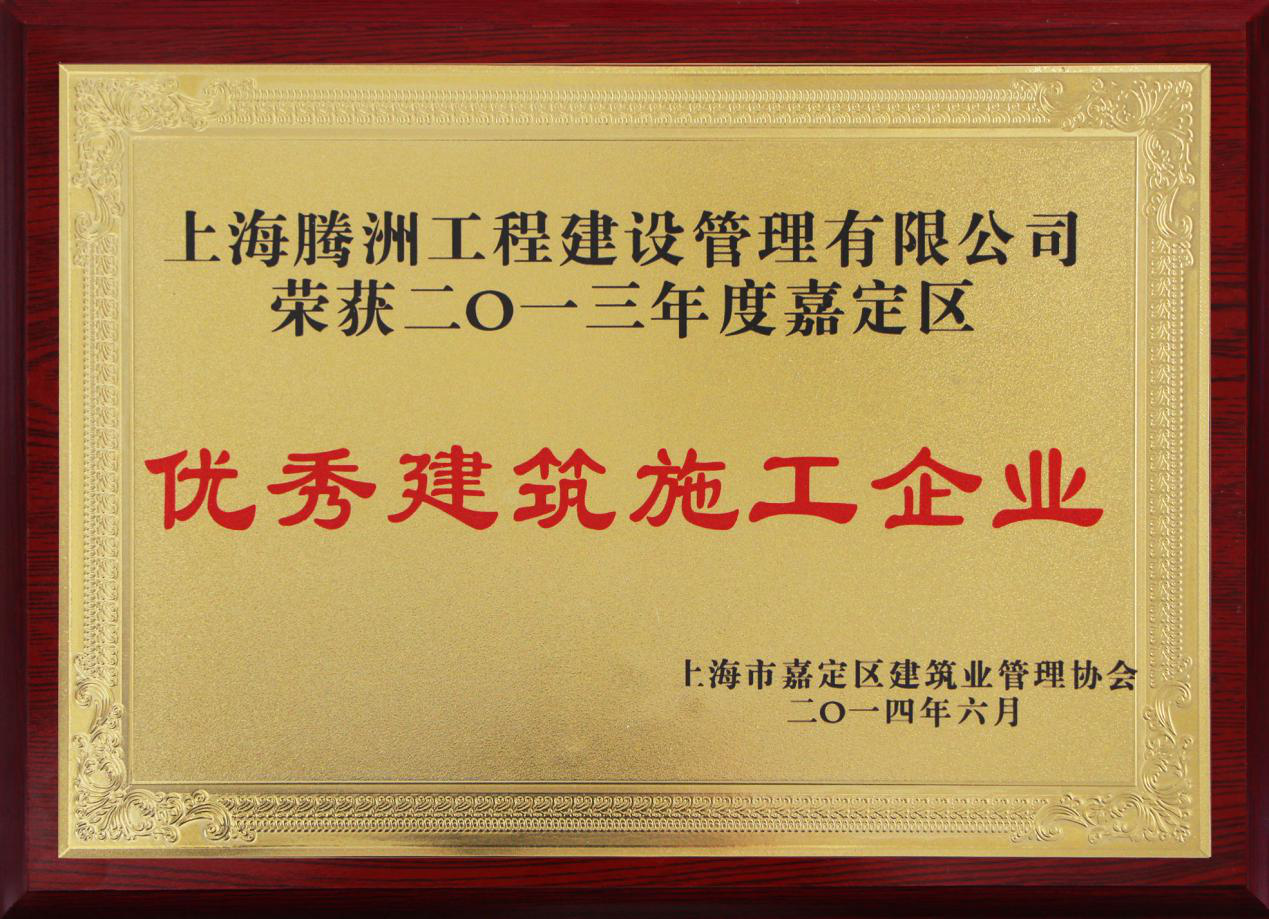 上海腾洲工程建设管理有限公司
荣获二〇一三年度嘉定区
优秀建筑施工企业
上海市嘉定区建筑业管理协会
二〇一四年六月